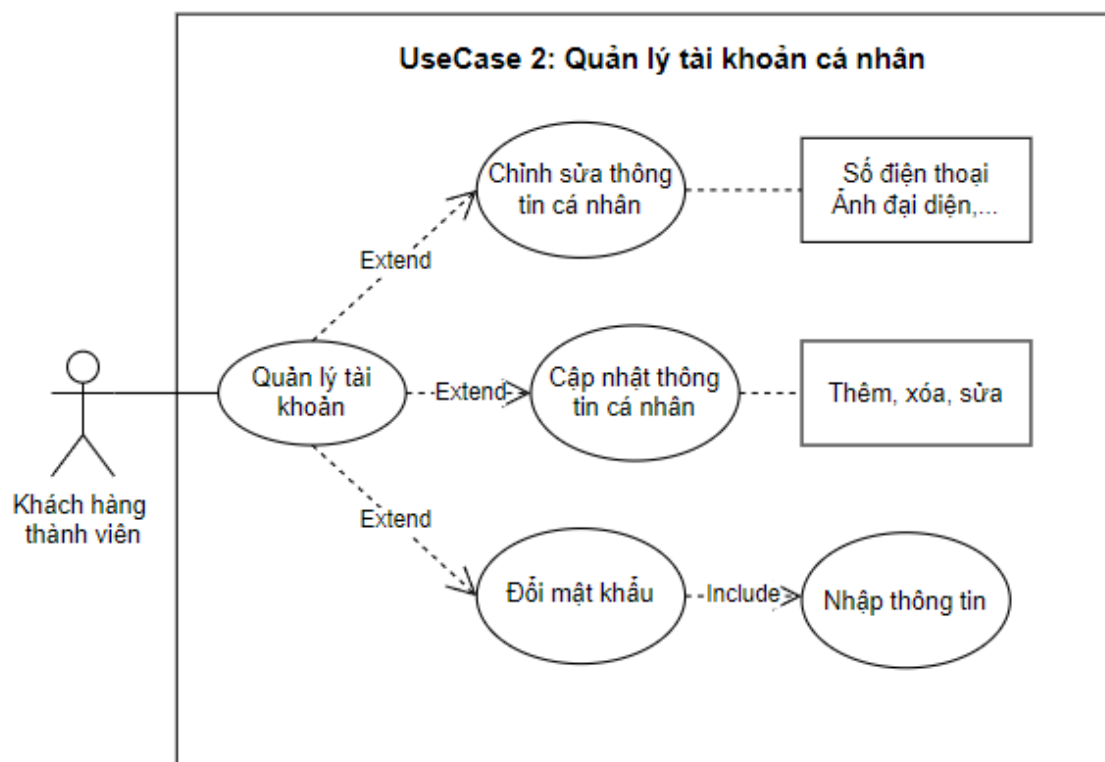 UseCase 2: Quản lý tài khoản cá nhân
Chỉnh sửa thông
tin cá nhân
Số điện thoại
Ảnh đại diện,...
Extend
Quản lý tài
khoản
Extend
Cập nhật thông
tin cá nhân
Thêm, xóa, sửa
Khách hàng
thành viên
Extend
Đổi mật khẩu
Include
Nhập thông tin